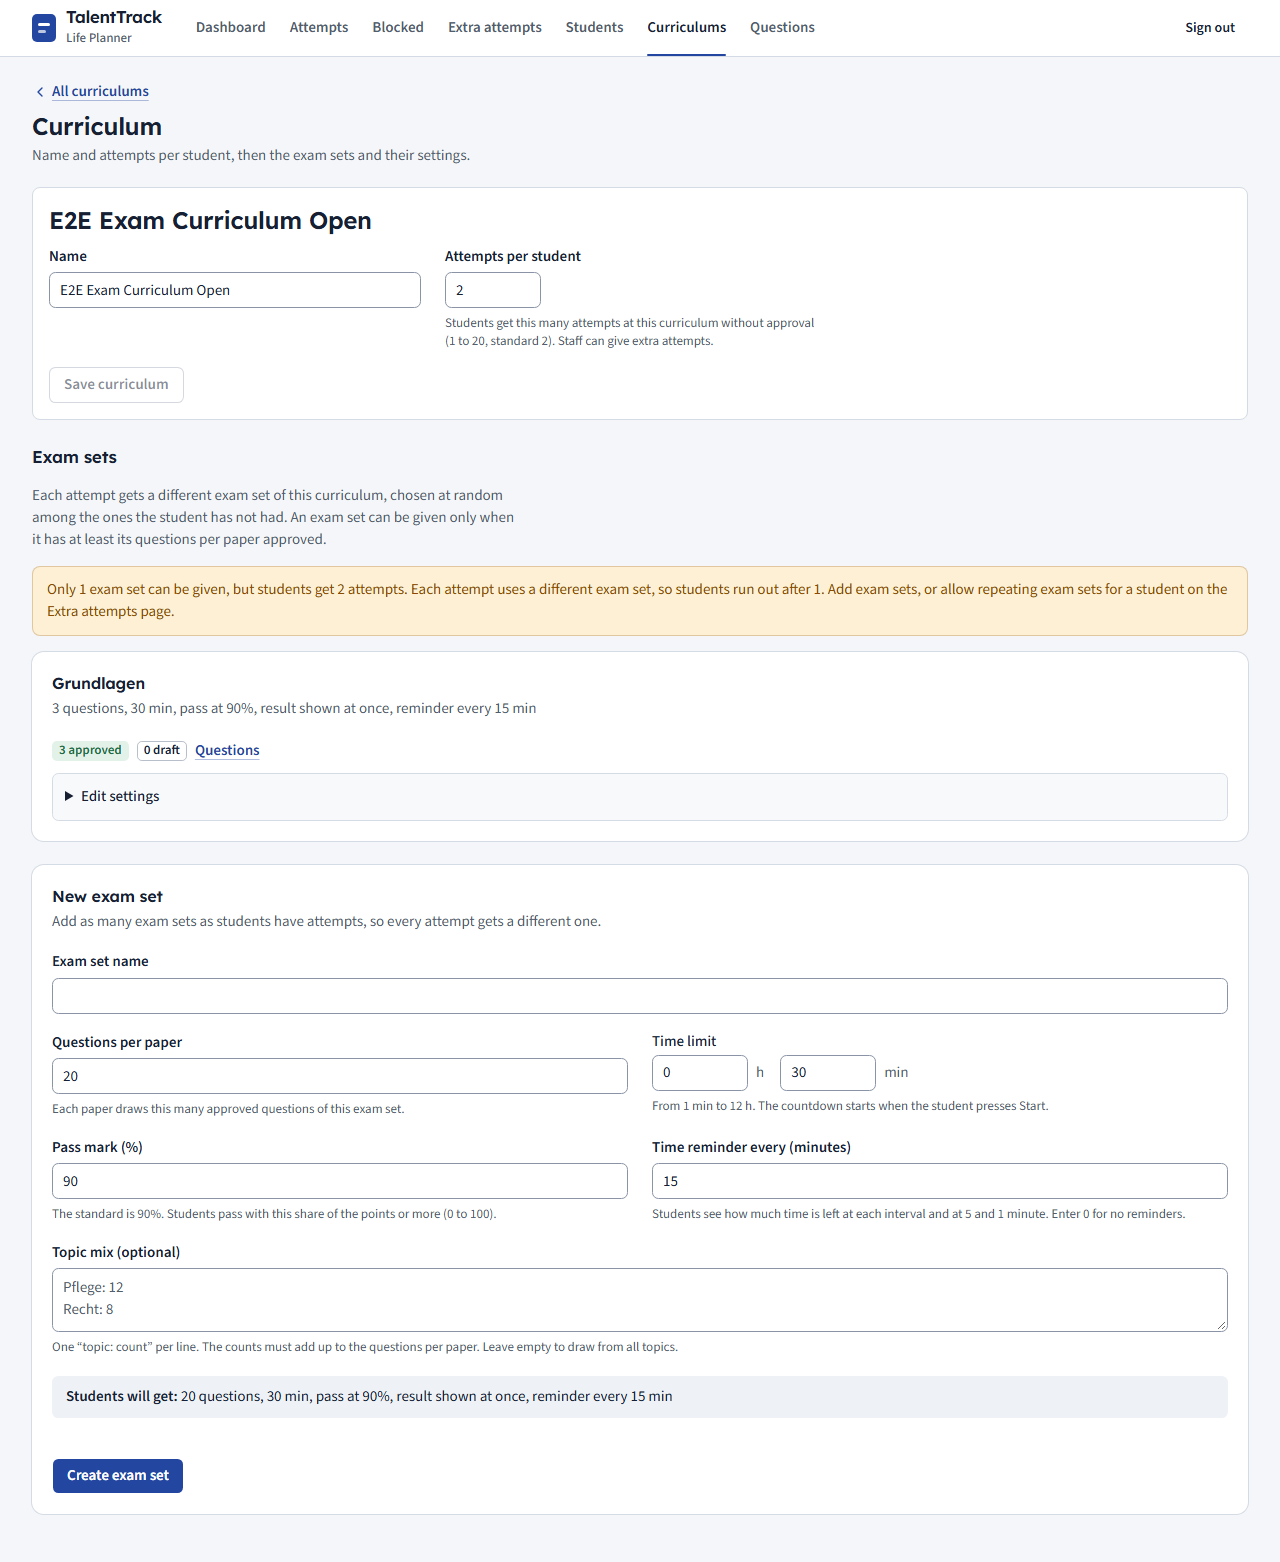 TalentTrack
Life Planner
Dashboard
Attempts
Blocked
Extra attempts
Students
Curriculums
Questions
Sign out
All curriculums
Curriculum
Name and attempts per student, then the exam sets and their settings.
E2E Exam Curriculum Open
Name
Attempts per student
E2E Exam Curriculum Open
2
Students get this many attempts at this curriculum without approval
(1 to 20, standard 2). Staff can give extra attempts.
Save curriculum
Exam sets
Each attempt gets a different exam set of this curriculum, chosen at random
among the ones the student has not had. An exam set can be given only when
it has at least its questions per paper approved.
Only 1 exam set can be given, but students get 2 attempts. Each attempt uses a different exam set, so students run out after 1. Add exam sets, or allow repeating exam sets for a student on the
Extra attempts page.
Grundlagen
3 questions, 30 min, pass at 90%, result shown at once, reminder every 15 min
3 approved
0 draft
Questions
Edit settings
New exam set
Add as many exam sets as students have attempts, so every attempt gets a different one.
Exam set name
Questions per paper
Time limit
20
0
h
30
min
Each paper draws this many approved questions of this exam set.
From 1 min to 12 h. The countdown starts when the student presses Start.
Pass mark (%)
Time reminder every (minutes)
90
15
The standard is 90%. Students pass with this share of the points or more (0 to 100).
Students see how much time is left at each interval and at 5 and 1 minute. Enter 0 for no reminders.
Topic mix (optional)
Pflege: 12
Recht: 8
One “topic: count” per line. The counts must add up to the questions per paper. Leave empty to draw from all topics.
Students will get: 20 questions, 30 min, pass at 90%, result shown at once, reminder every 15 min
Create exam set